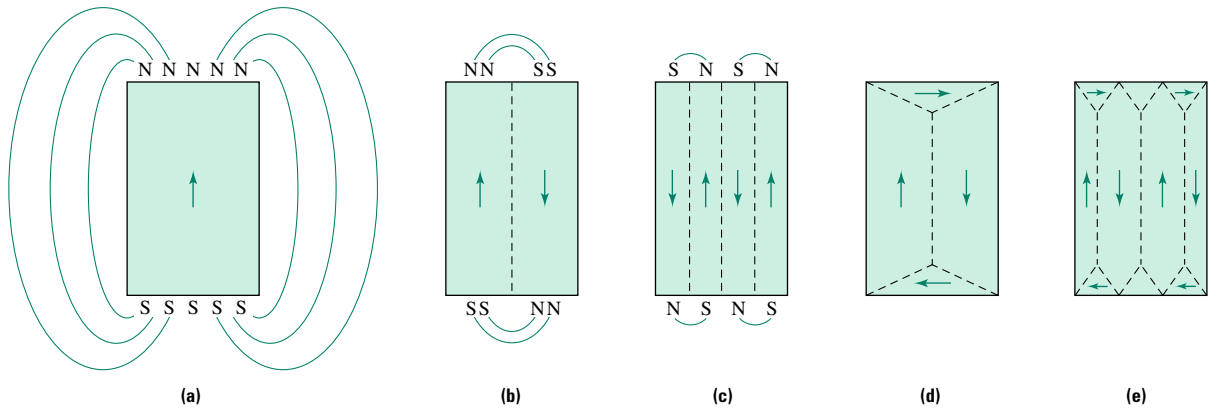 N N N N N
S S S S S
(a)
NN SS
SS NN
(b)
S N S N
N S N S
(c)
(d)
(e)